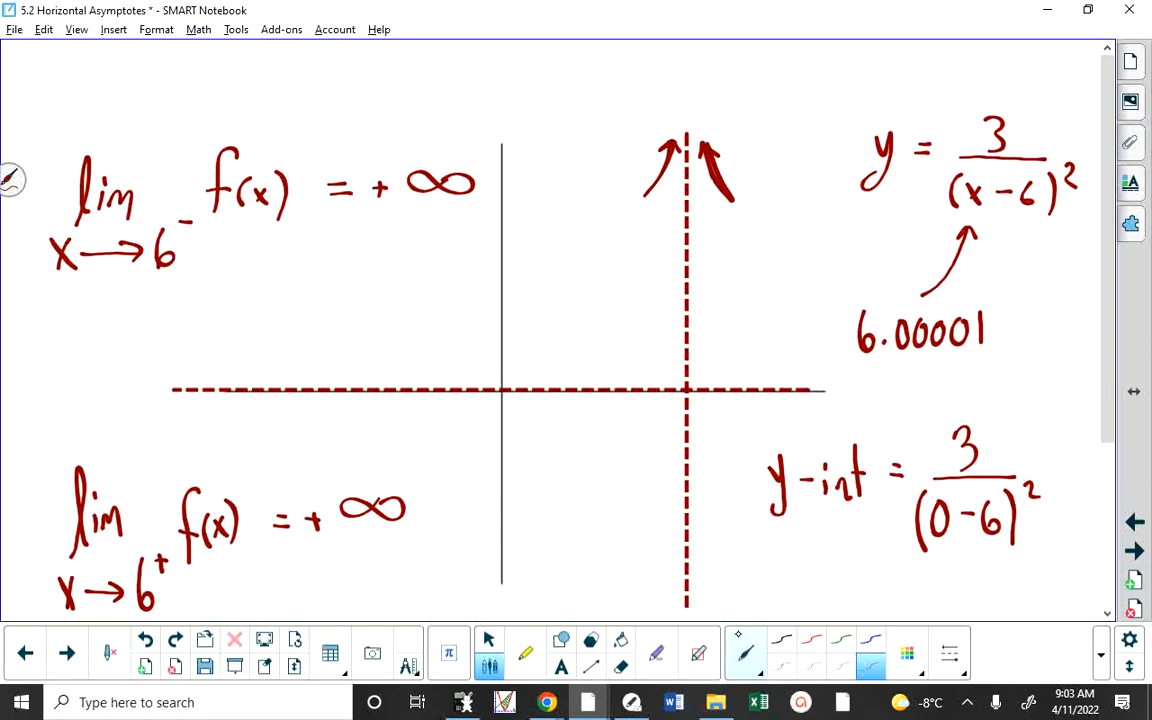 5.2 Horizontal Asymptotes * - SMART Notebook
File Edit View Insert Format Math Tools Add-ons Account Help
lim x→6⁻ f(x) = + ∞
y = 3/(x-6)²
6.00001
y-int = 3/(0-6)²
lim x→6⁺ f(x) = + ∞
π
A
Type here to search
-8°C
9:03 AM
4/11/2022